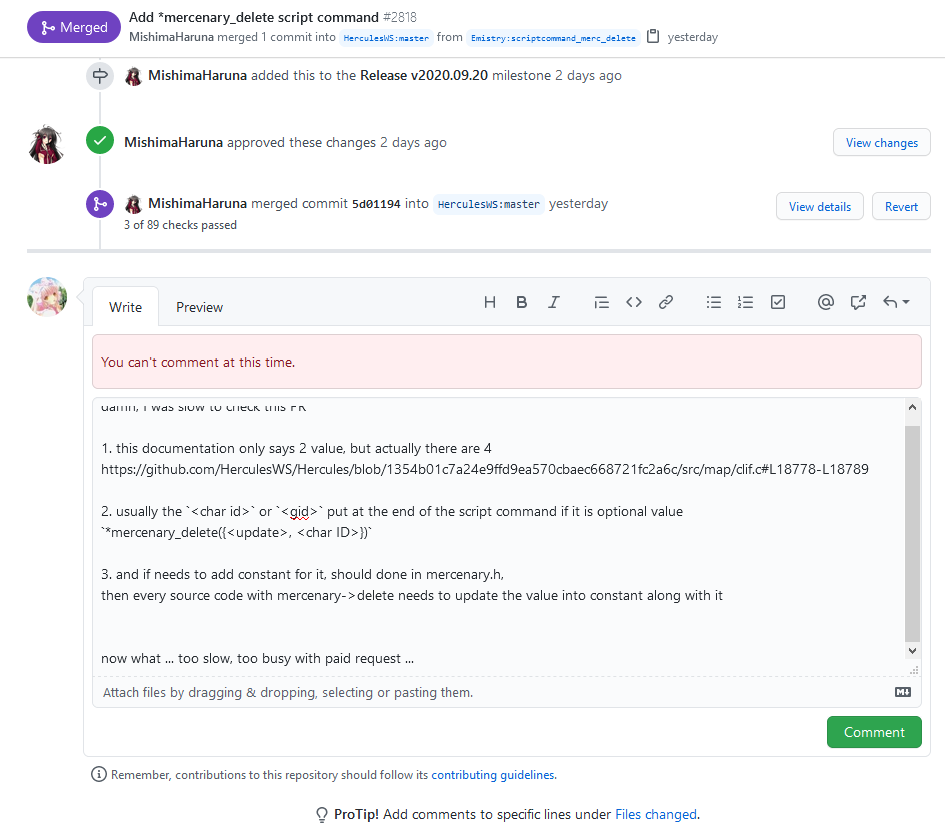 Merged
Add *mercenary_delete script command #2818
MishimaHaruna merged 1 commit into HerculesWS:master from Emistry:scriptcommand_merc_delete yesterday
MishimaHaruna added this to the Release v2020.09.20 milestone 2 days ago
MishimaHaruna approved these changes 2 days ago
View changes
MishimaHaruna merged commit 5d01194 into HerculesWS:master yesterday
View details
Revert
3 of 89 checks passed
Write
Preview
You can't comment at this time.
damn, I was slow to check this PR
1. this documentation only says 2 value, but actually there are 4
https://github.com/HerculesWS/Hercules/blob/1354b01c7a24e9ffd9ea570cbaec668721fc2a6c/src/map/clif.c#L18778-L18789
2. usually the `<char id>` or `<gid>` put at the end of the script command if it is optional value
`*mercenary_delete({<update>, <char ID>})`
3. and if needs to add constant for it, should done in mercenary.h,
then every source code with mercenary->delete needs to update the value into constant along with it
now what ... too slow, too busy with paid request ...
Attach files by dragging & dropping, selecting or pasting them.
Comment
Remember, contributions to this repository should follow its contributing guidelines.
ProTip! Add comments to specific lines under Files changed.